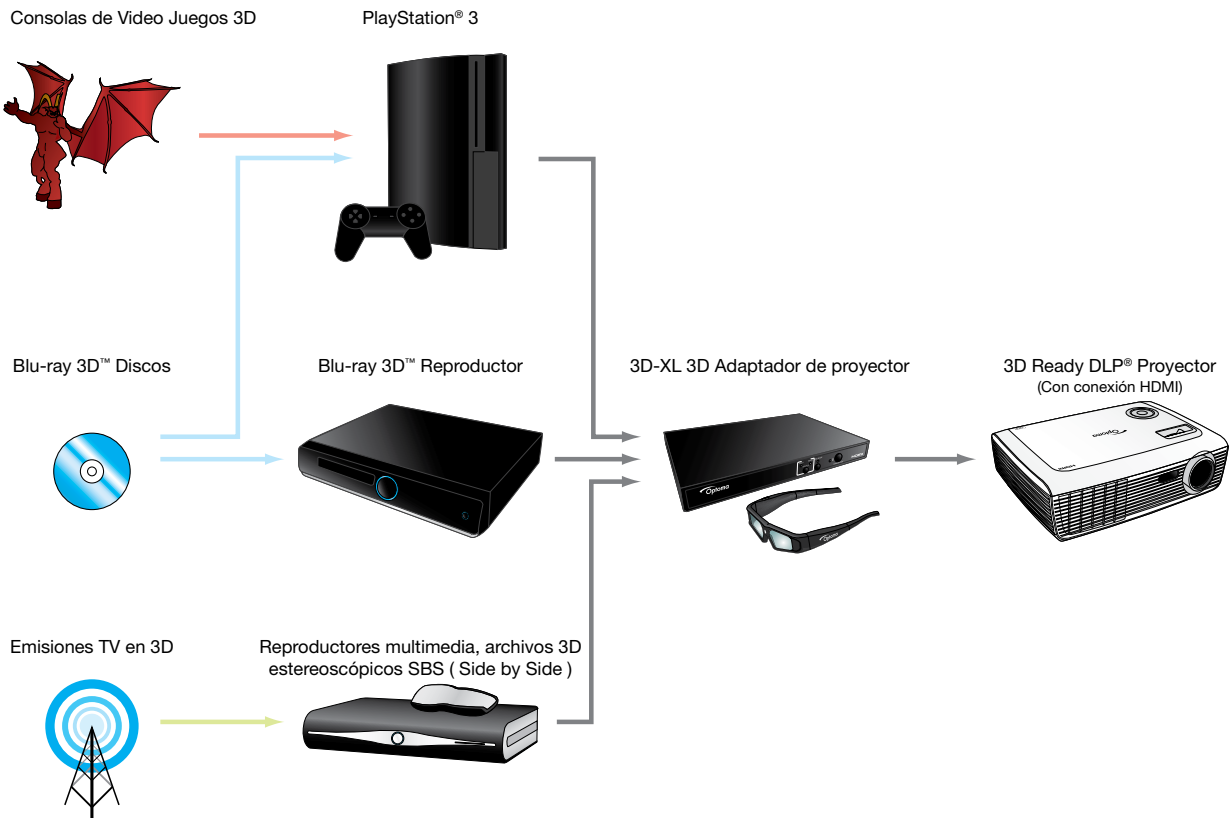 Consolas de Video Juegos 3D
PlayStation® 3
Blu-ray 3D™ Discos
Blu-ray 3D™ Reproductor
3D-XL 3D Adaptador de proyector
3D Ready DLP® Proyector
(Con conexión HDMI)
Optoma
Optoma
Optoma
HDMI
Emisiones TV en 3D
Reproductores multimedia, archivos 3D
estereoscópicos SBS ( Side by Side )